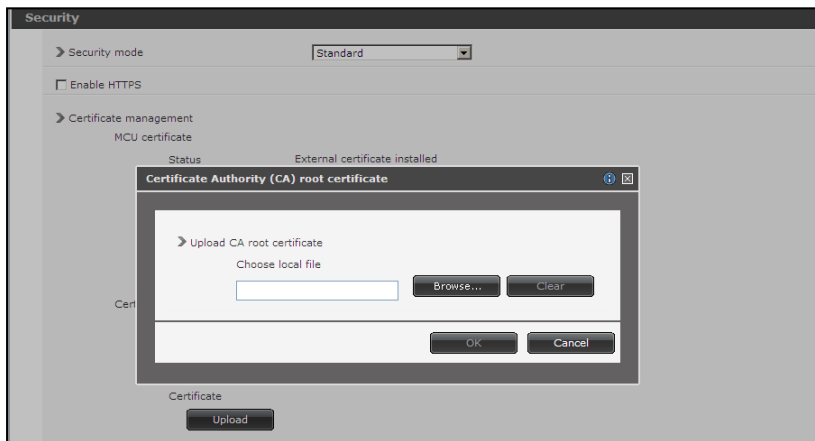 Security
Security mode
Standard
Enable HTTPS
Certificate management
MCU certificate
Status External certificate installed
Certificate Authority (CA) root certificate
Upload CA root certificate
Choose local file
Browse... Clear
Cert
OK Cancel
Certificate
Upload